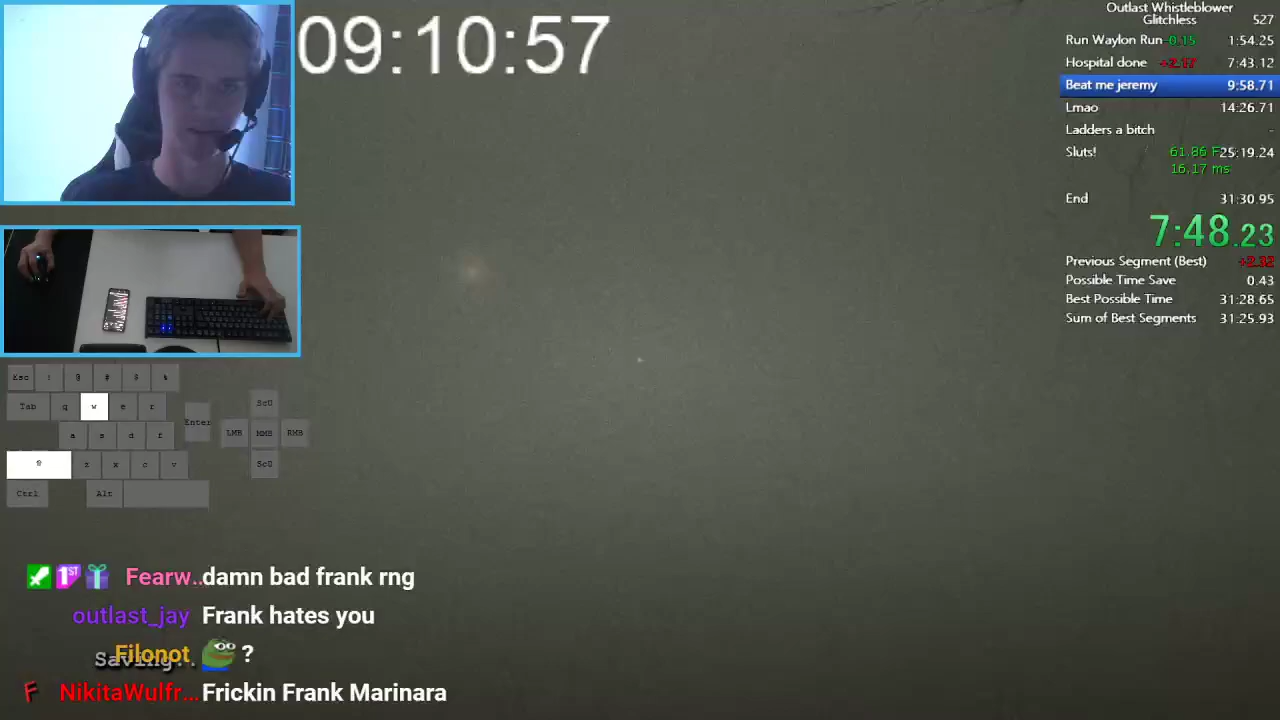 09:10:57
Outlast Whistleblower
Glitchless 527
Run Waylon Run -0.15 1:54.25
Hospital done +2.17 7:43.12
Beat me jeremy 9:58.71
Lmao 14:26.71
Ladders a bitch -
Sluts! 61.86 F 25:19.24
16.17 ms
End 31:30.95
7:48.23
Previous Segment (Best) +2.32
Possible Time Save 0.43
Best Possible Time 31:28.65
Sum of Best Segments 31:25.93
Esc ! @ # $ %
Tab q w e r Enter
a s d f
z x c v
Ctrl Alt
ScU
LMB MMB RMB
ScD
Fearw.. damn bad frank rng
outlast_jay Frank hates you
Filonot ?
Saving..
NikitaWulfr... Frickin Frank Marinara